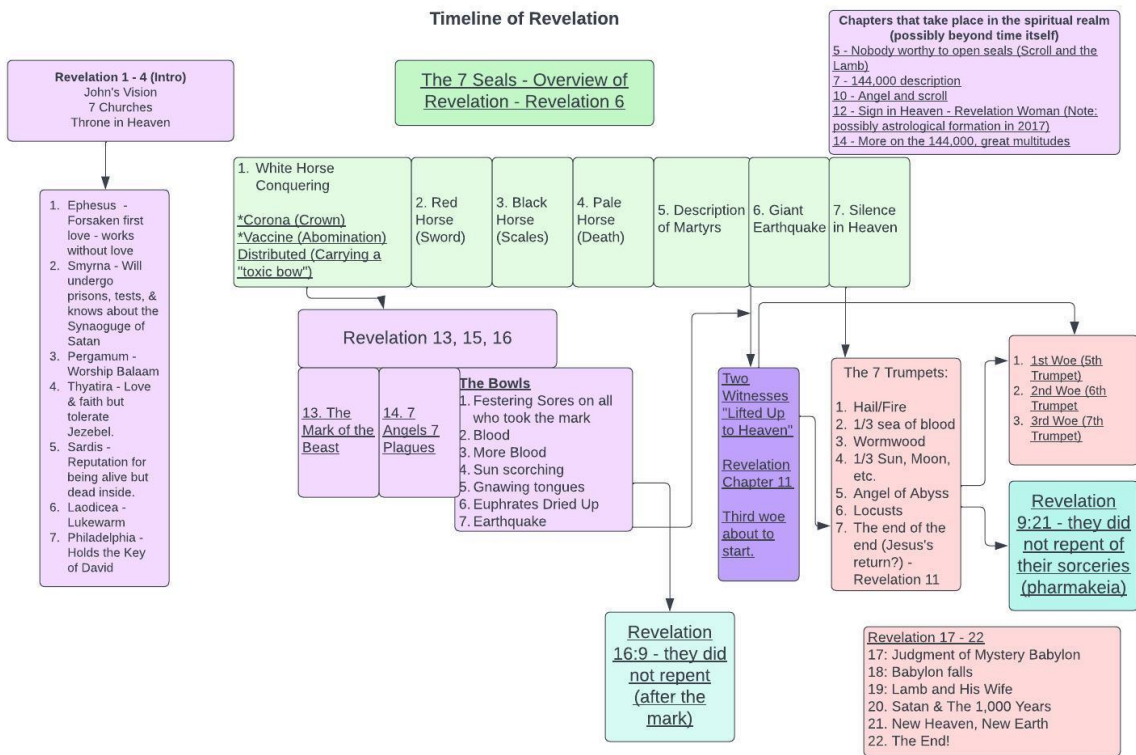 Timeline of Revelation
Revelation 1 - 4 (Intro)
John's Vision
7 Churches
Throne in Heaven
The 7 Seals - Overview of
Revelation - Revelation 6
Chapters that take place in the spiritual realm
(possibly beyond time itself)
5 - Nobody worthy to open seals (Scroll and the
Lamb)
7 - 144,000 description
10 - Angel and scroll
12 - Sign in Heaven - Revelation Woman (Note:
possibly astrological formation in 2017)
14 - More on the 144,000, great multitudes
1. Ephesus -
Forsaken first
love - works
without love
2. Smyrna - Will
undergo
prisons, tests, &
knows about the
Synaoguge of
Satan
3. Pergamum -
Worship Balaam
4. Thyatira - Love
& faith but
tolerate
Jezebel.
5. Sardis -
Reputation for
being alive but
dead inside.
6. Laodicea -
Lukewarm
7. Philadelphia -
Holds the Key
of David
1. White Horse
Conquering
*Corona (Crown)
*Vaccine (Abomination)
Distributed (Carrying a
"toxic bow")
2. Red
Horse
(Sword)
3. Black
Horse
(Scales)
4. Pale
Horse
(Death)
5. Description
of Martyrs
6. Giant
Earthquake
7. Silence
in Heaven
Revelation 13, 15, 16
13. The
Mark of the
Beast
14. 7
Angels 7
Plagues
The Bowls
1. Festering Sores on all
who took the mark
2. Blood
3. More Blood
4. Sun scorching
5. Gnawing tongues
6. Euphrates Dried Up
7. Earthquake
Two
Witnesses
"Lifted Up
to Heaven"
Revelation
Chapter 11
Third woe
about to
start.
The 7 Trumpets:
1. Hail/Fire
2. 1/3 sea of blood
3. Wormwood
4. 1/3 Sun, Moon,
etc.
5. Angel of Abyss
6. Locusts
7. The end of the
end (Jesus's
return?) -
Revelation 11
1. 1st Woe (5th
Trumpet)
2. 2nd Woe (6th
Trumpet
3. 3rd Woe (7th
Trumpet)
Revelation
9:21 - they did
not repent of
their sorceries
(pharmakeia)
Revelation
16:9 - they did
not repent
(after the
mark)
Revelation 17 - 22
17: Judgment of Mystery Babylon
18: Babylon falls
19: Lamb and His Wife
20. Satan & The 1,000 Years
21. New Heaven, New Earth
22. The End!